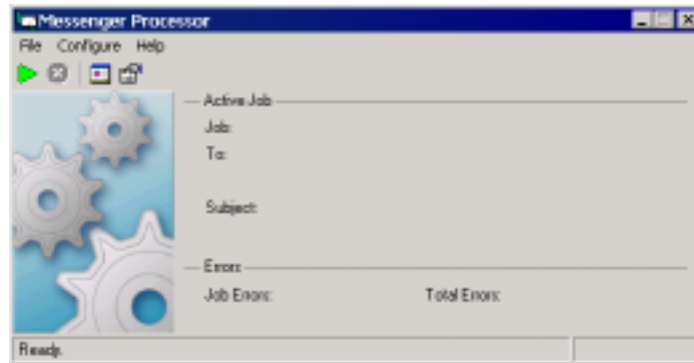 Messenger Processor
File Configure Help
Active Job
Job:
To:
Subject:
Errors
Job Errors: Total Errors:
Ready.